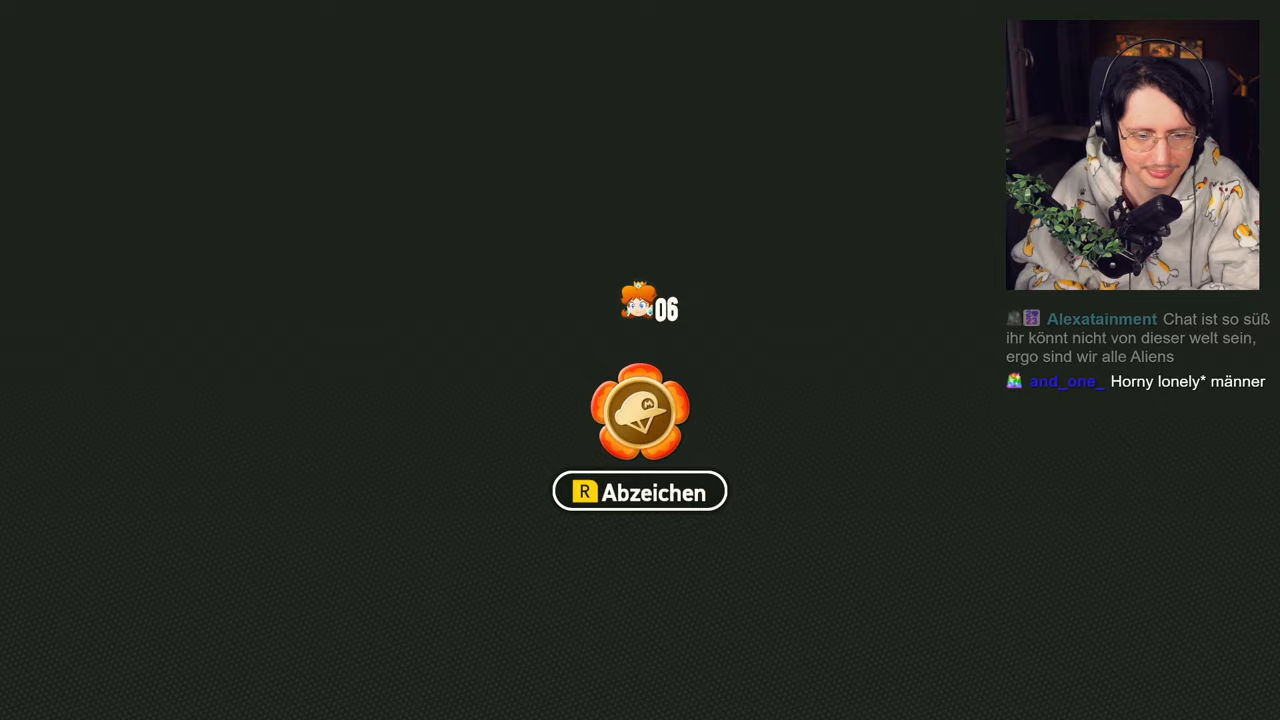 06
M
R Abzeichen
Alexatainment Chat ist so süß
ihr könnt nicht von dieser welt sein,
ergo sind wir alle Aliens
and_one_ Horny lonely* männer